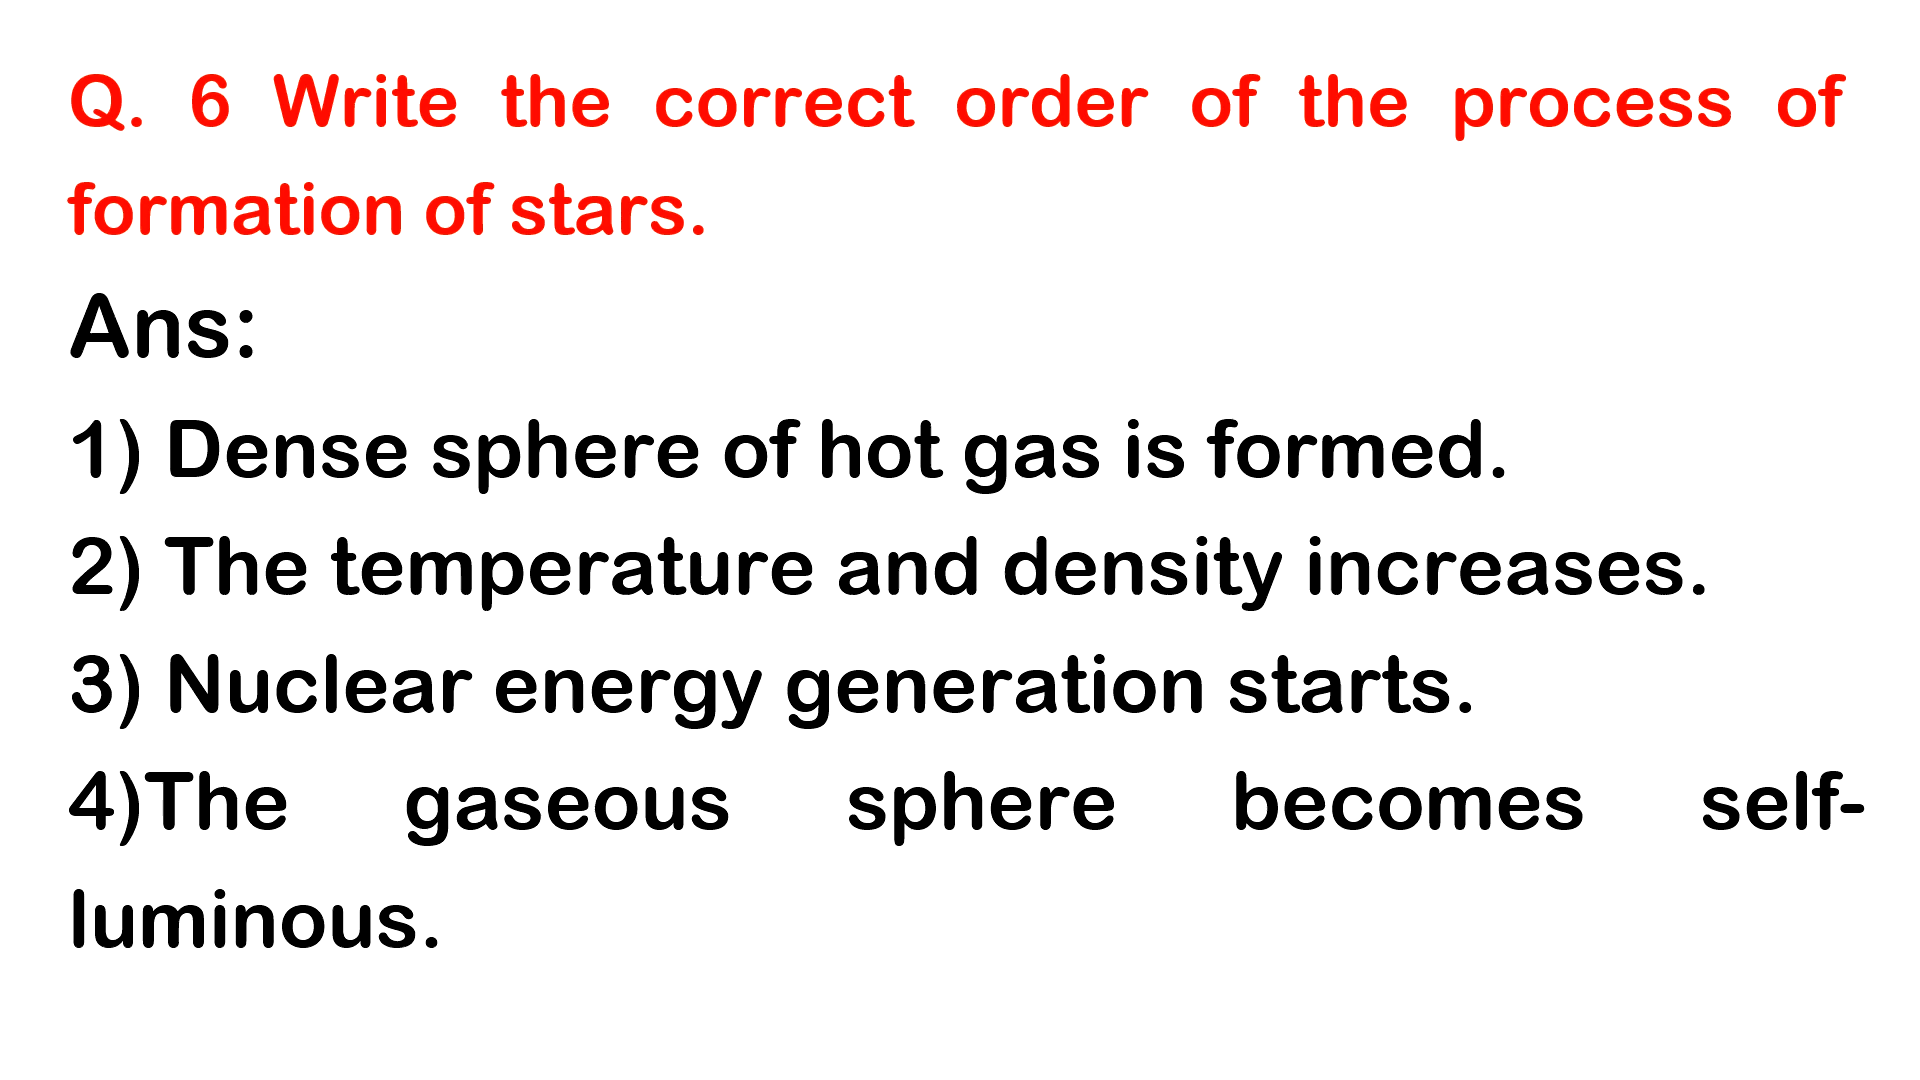 Q. 6 Write the correct order of the process of
formation of stars.
Ans:
1) Dense sphere of hot gas is formed.
2) The temperature and density increases.
3) Nuclear energy generation starts.
4)The gaseous sphere becomes self-
luminous.